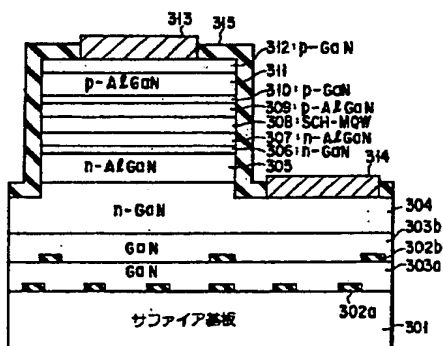 313
315
312:p-GaN
311
p-AlGaN
310:p-GaN
309:p-AlGaN
308:SCH-MQW
307:n-AlGaN
306:n-GaN
305
n-AlGaN
314
n-GaN
304
303b
GaN
302b
GaN
303a
302a
サファイア基板
301